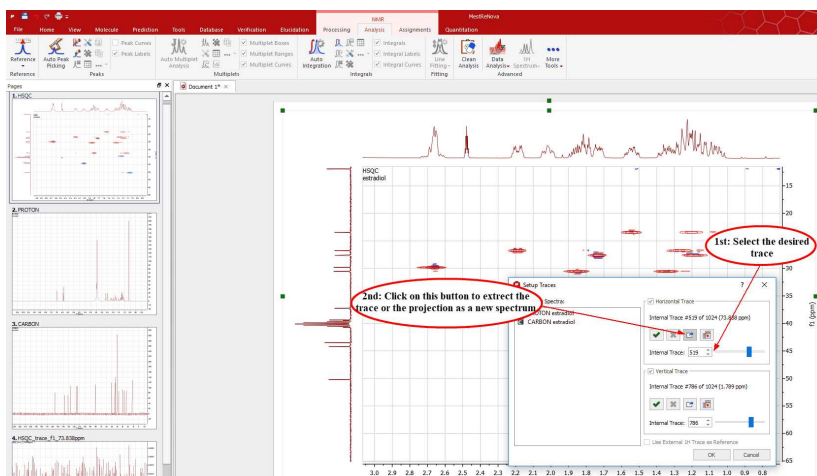 NMR
MestReNova
File Home View Molecule Prediction Tools Database Verification Elucidation Processing Analysis Assignments Quantitation
Reference
Auto Peak Picking
Peak Curves
Peak Labels
Auto Multiplet Analysis
Multiplet Boxes
Multiplet Ranges
Multiplet Curves
Auto Integration
Integrals
Integral Labels
Integral Curves
Line Fitting
Clean Analysis
Data Analysis
1H Spectrum
More Tools
Reference Peaks Multiplets Integrals Fitting Advanced
Pages
Document 1*
1. HSQC
2. PROTON
3. CARBON
4. HSQC_trace_f1_73.838ppm
HSQC
estradiol
15
20
30
35
40
45
50
55
60
65
f1 (ppm)
3.0 2.9 2.8 2.7 2.6 2.5 2.4 2.3 2.2 2.1 2.0 1.9 1.8 1.7 1.6 1.5 1.4 1.3 1.2 1.1 1.0 0.9 0.8
1st: Select the desired
trace
2nd: Click on this button to extrect the
trace or the projection as a new spectrum
Setup Traces
? ×
Spectra:
estradiol
CARBON estradiol
Horizontal Trace
Internal Trace #519 of 1024 (73.838 ppm)
Internal Trace: 519
Vertical Trace
Internal Trace #786 of 1024 (1.789 ppm)
Internal Trace: 786
Use External 1H Trace as Reference
OK Cancel